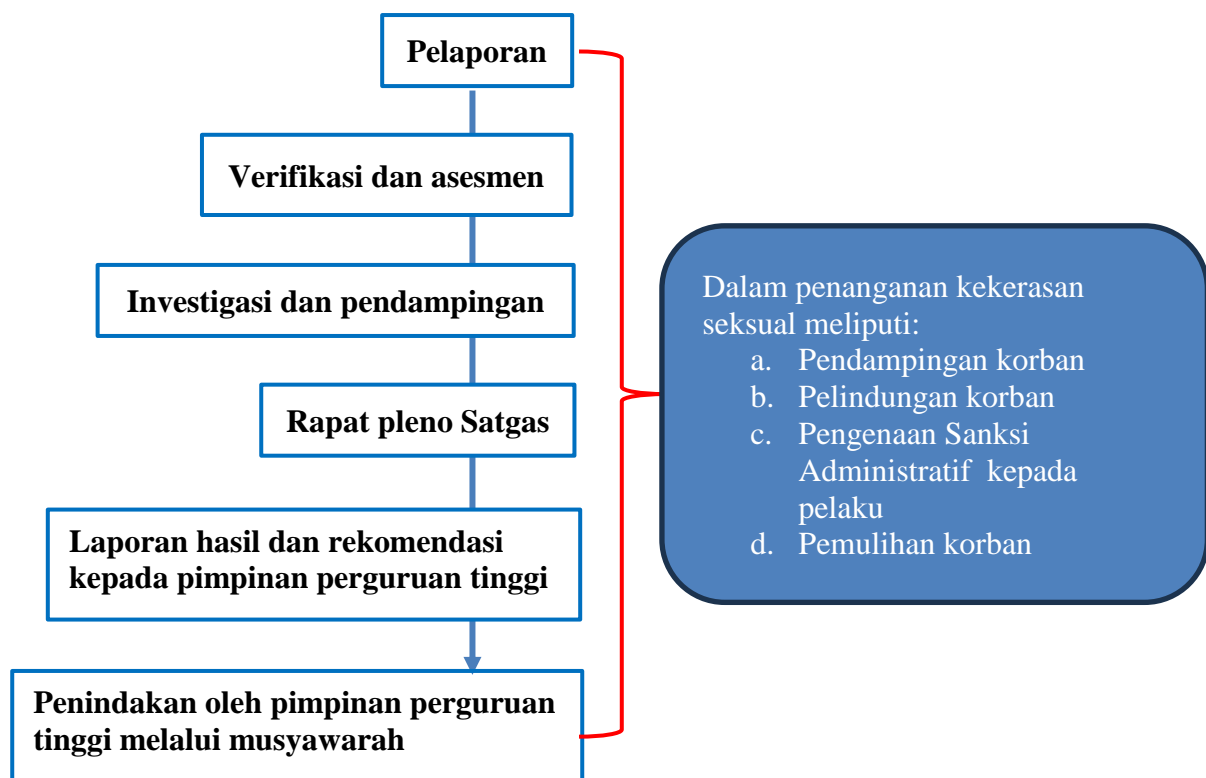 Pelaporan
Verifikasi dan asesmen
Investigasi dan pendampingan
Rapat pleno Satgas
Laporan hasil dan rekomendasi
kepada pimpinan perguruan tinggi
Penindakan oleh pimpinan perguruan
tinggi melalui musyawarah
Dalam penanganan kekerasan
seksual meliputi:
a. Pendampingan korban
b. Pelindungan korban
c. Pengenaan Sanksi
Administratif kepada
pelaku
d. Pemulihan korban